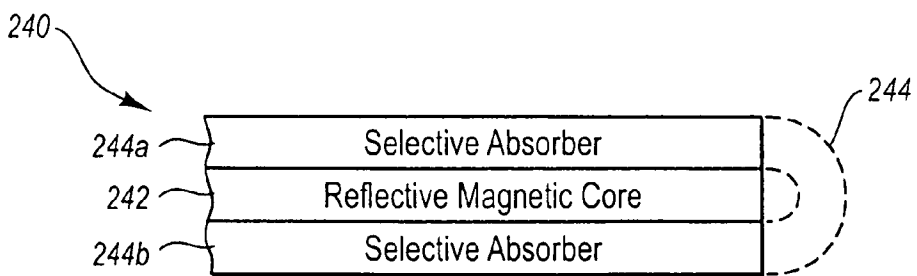 240
244
244a Selective Absorber
242 Reflective Magnetic Core
244b Selective Absorber